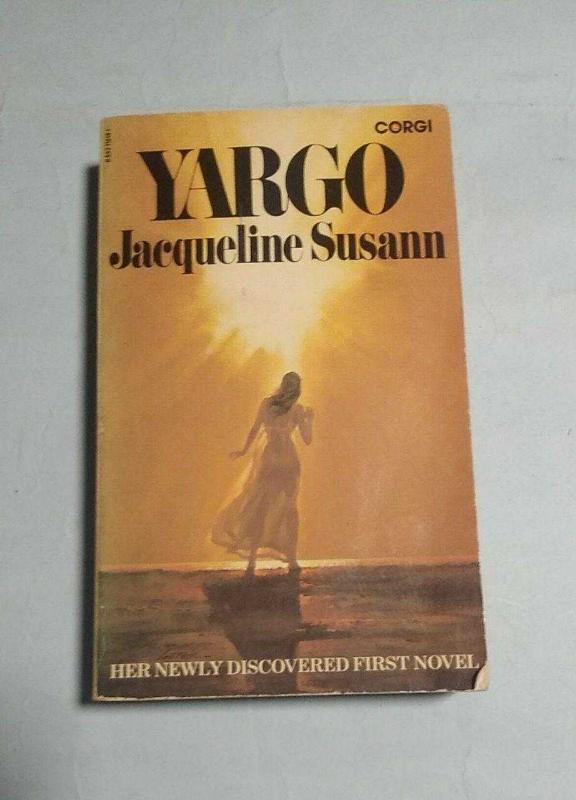 CORGI
YARGO
Jacqueline Susann
HER NEWLY DISCOVERED FIRST NOVEL